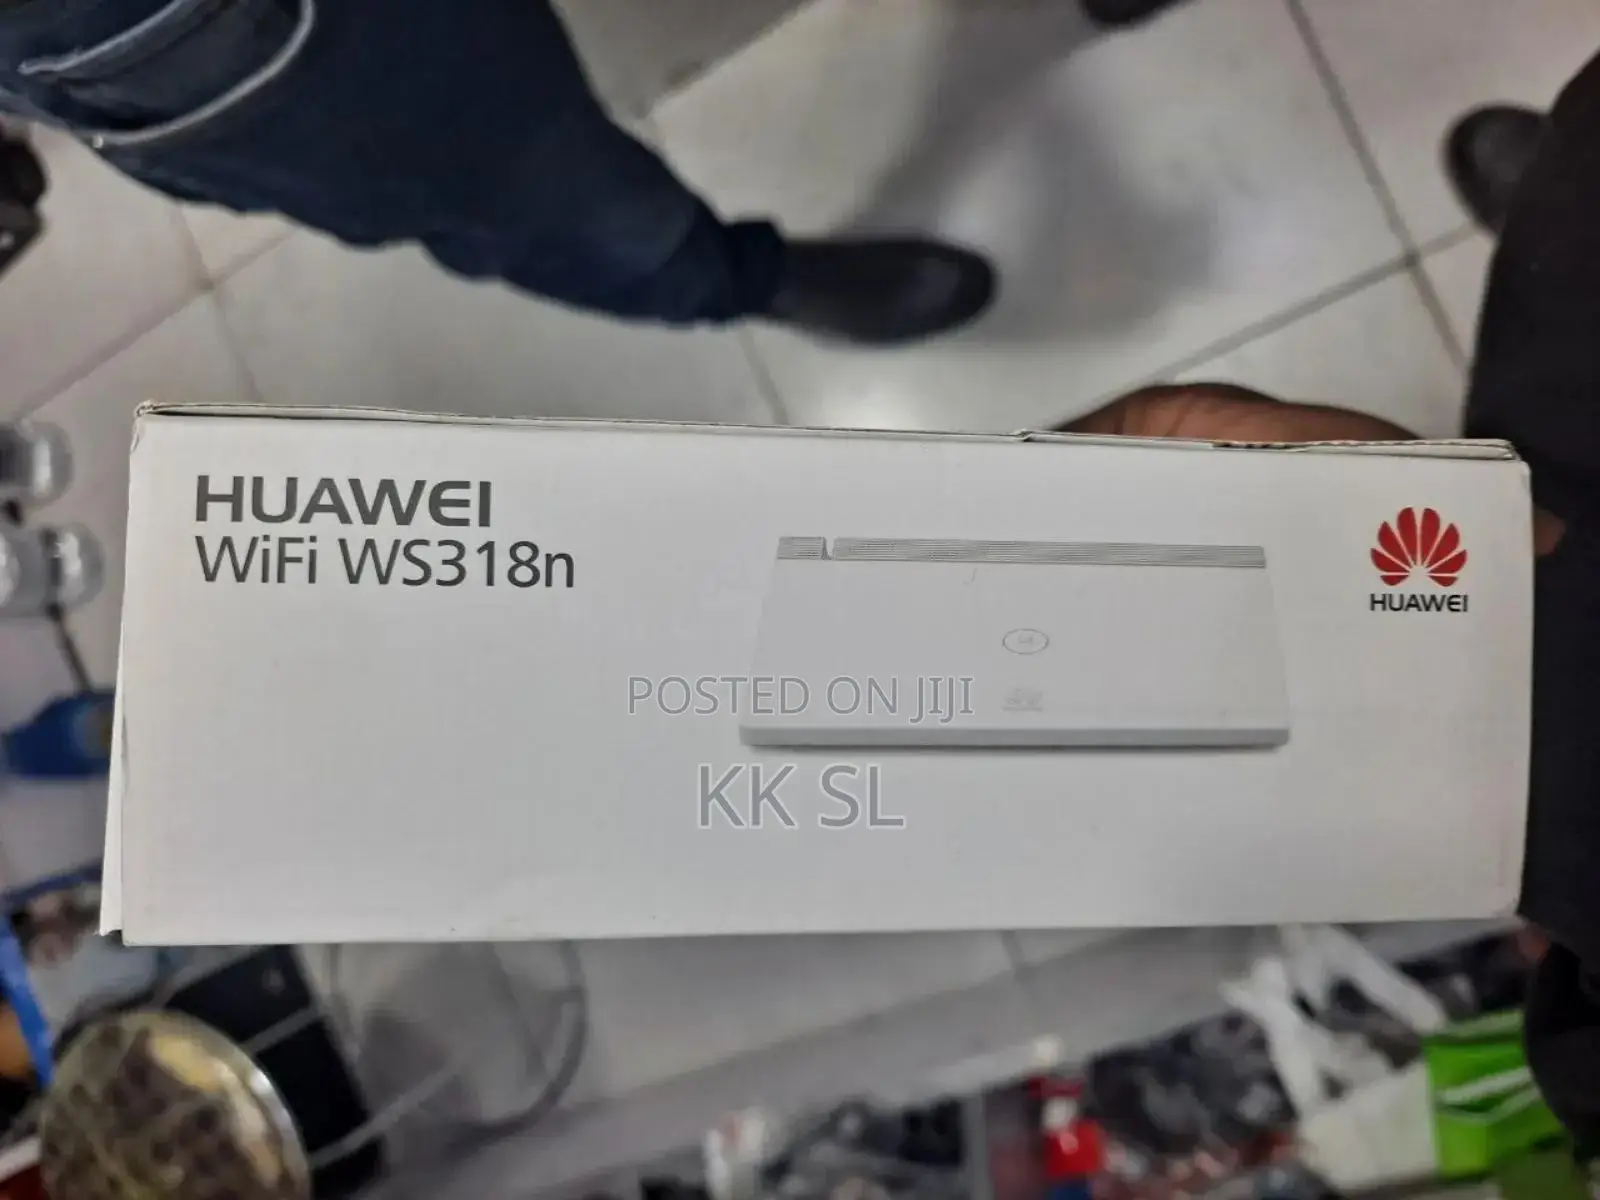 HUAWEI
WiFi WS318n
HUAWEI
POSTED ON JIJI
KK SL